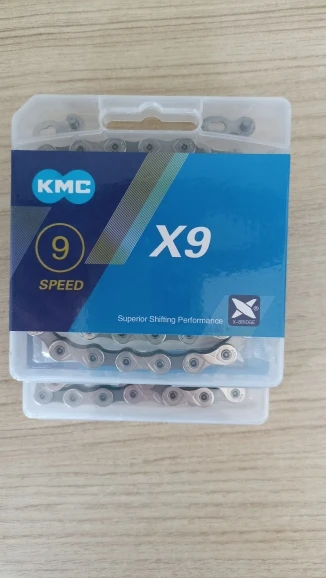 KMC
9
SPEED
X9
Superior Shifting Performance
X-BRIDGE